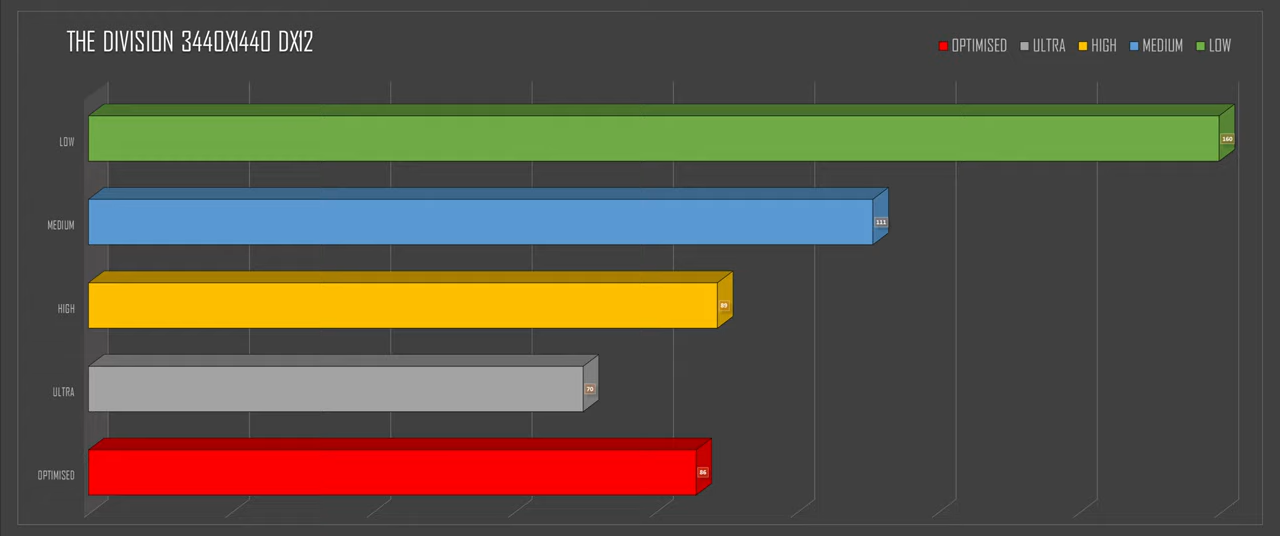 THE DIVISION 3440X1440 DX12
OPTIMISED ULTRA HIGH MEDIUM LOW
LOW 160
MEDIUM 111
HIGH 89
ULTRA 70
OPTIMISED 86